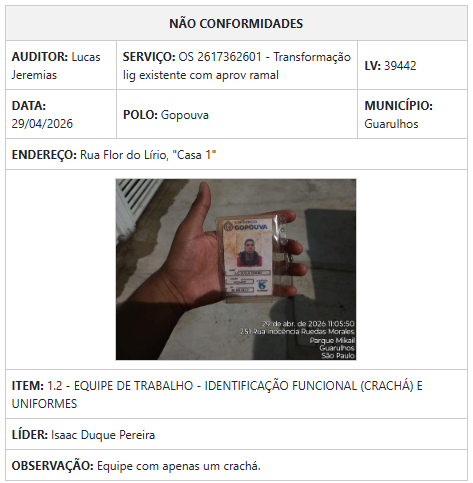 NÃO CONFORMIDADES
AUDITOR: Lucas
Jeremias
SERVIÇO: OS 2617362601 - Transformação
lig existente com aprov ramal
LV: 39442
DATA:
29/04/2026
POLO: Gopouva
MUNICÍPIO:
Guarulhos
ENDEREÇO: Rua Flor do Lírio, "Casa 1"
GOPOUVA
29 de abr. de 2026 11:05:50
251 Rua Inocência Ruedas Morales
Parque Mikail
Guarulhos
São Paulo
ITEM: 1.2 - EQUIPE DE TRABALHO - IDENTIFICAÇÃO FUNCIONAL (CRACHÁ) E
UNIFORMES
LÍDER: Isaac Duque Pereira
OBSERVAÇÃO: Equipe com apenas um crachá.